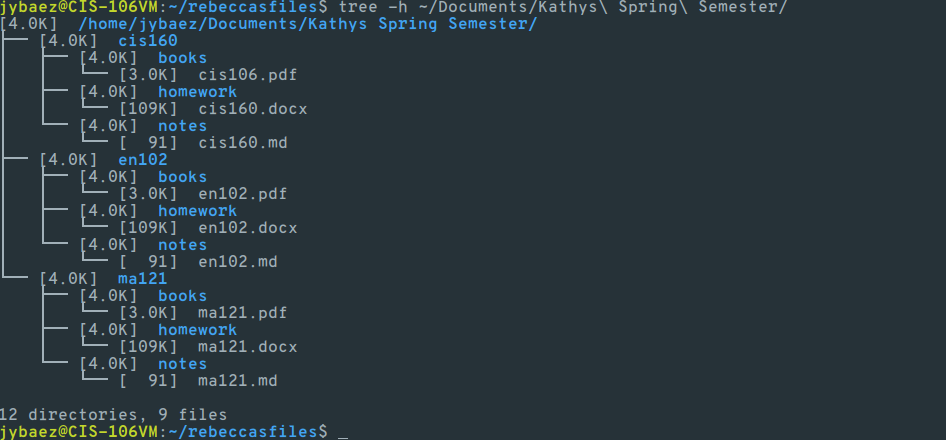 jybaez@CIS-106VM:~/rebeccasfiles$ tree -h ~/Documents/Kathys\ Spring\ Semester/
[4.0K]  /home/jybaez/Documents/Kathys Spring Semester/
├── [4.0K]  cis160
│   ├── [4.0K]  books
│   │   └── [3.0K]  cis106.pdf
│   ├── [4.0K]  homework
│   │   └── [109K]  cis160.docx
│   └── [4.0K]  notes
│       └── [  91]  cis160.md
├── [4.0K]  en102
│   ├── [4.0K]  books
│   │   └── [3.0K]  en102.pdf
│   ├── [4.0K]  homework
│   │   └── [109K]  en102.docx
│   └── [4.0K]  notes
│       └── [  91]  en102.md
└── [4.0K]  ma121
    ├── [4.0K]  books
    │   └── [3.0K]  ma121.pdf
    ├── [4.0K]  homework
    │   └── [109K]  ma121.docx
    └── [4.0K]  notes
        └── [  91]  ma121.md

12 directories, 9 files
jybaez@CIS-106VM:~/rebeccasfiles$ _